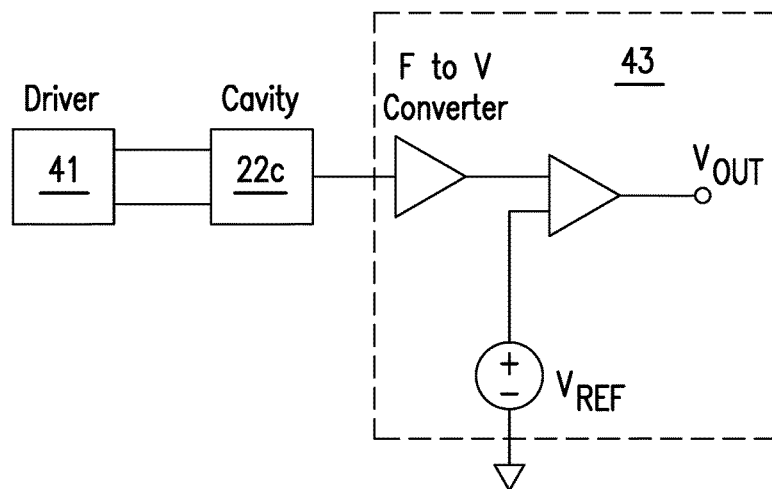 F to V
Converter
43
Driver
Cavity
41
22c
VOUT
+
−
VREF